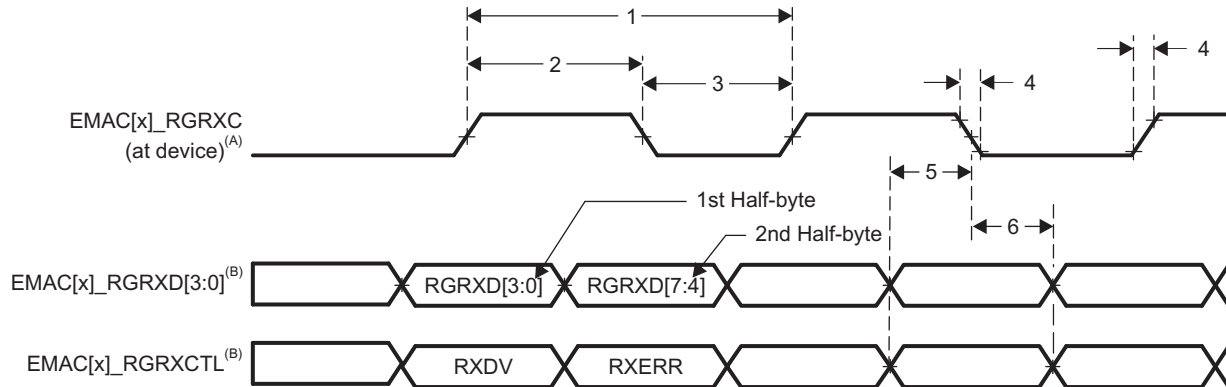 1
2
3
4
4
EMAC[x]_RGRXC
(at device)(A)
5
6
1st Half-byte
2nd Half-byte
EMAC[x]_RGRXD[3:0](B)
RGRXD[3:0]
RGRXD[7:4]
EMAC[x]_RGRXCTL(B)
RXDV
RXERR